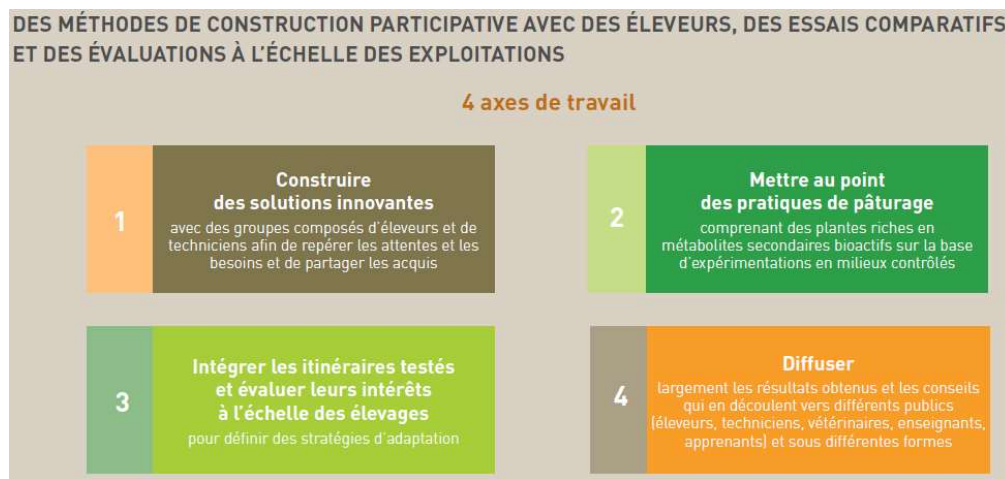 DES MÉTHODES DE CONSTRUCTION PARTICIPATIVE AVEC DES ÉLEVEURS, DES ESSAIS COMPARATIFS
ET DES ÉVALUATIONS À L'ÉCHELLE DES EXPLOITATIONS
4 axes de travail
1
Construire
des solutions innovantes
avec des groupes composés d'éleveurs et de
techniciens afin de repérer les attentes et les
besoins et de partager les acquis
2
Mettre au point
des pratiques de pâturage
comprenant des plantes riches en
métabolites secondaires bioactifs sur la base
d'expérimentations en milieux contrôlés
3
Intégrer les itinéraires testés
et évaluer leurs intérêts
à l'échelle des élevages
pour définir des stratégies d'adaptation
4
Diffuser
largement les résultats obtenus et les conseils
qui en découlent vers différents publics
(éleveurs, techniciens, vétérinaires, enseignants,
apprenants) et sous différentes formes